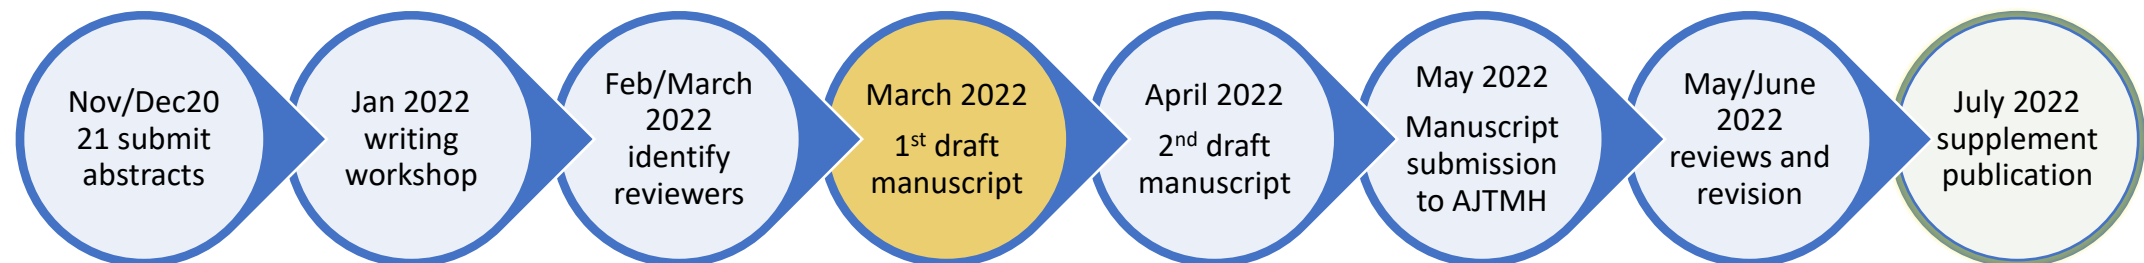 Nov/Dec20
21 submit
abstracts
Jan 2022
writing
workshop
Feb/March
2022
identify
reviewers
March 2022
1st draft
manuscript
April 2022
2nd draft
manuscript
May 2022
Manuscript
submission
to AJTMH
May/June
2022
reviews and
revision
July 2022
supplement
publication